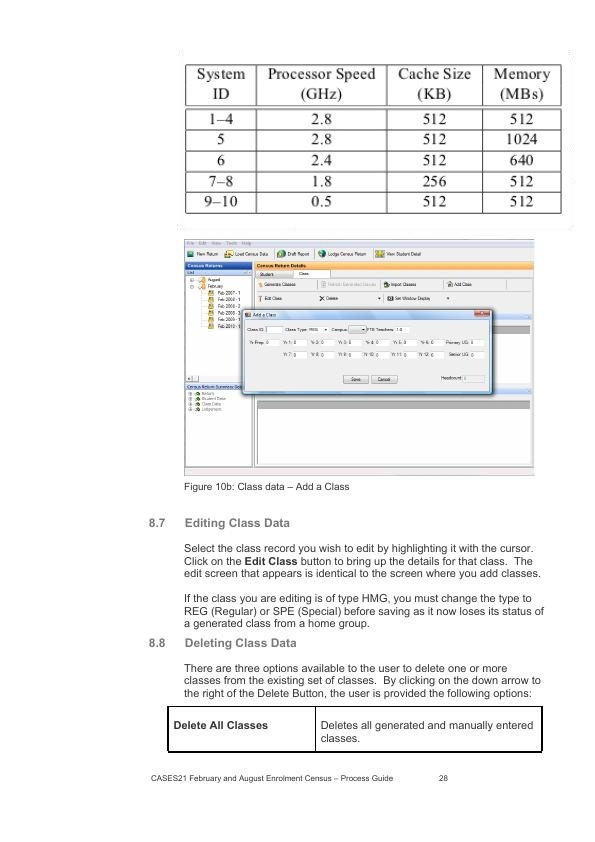 System ID | Processor Speed (GHz) | Cache Size (KB) | Memory (MBs)
1–4 | 2.8 | 512 | 512
5 | 2.8 | 512 | 1024
6 | 2.4 | 512 | 640
7–8 | 1.8 | 256 | 512
9–10 | 0.5 | 512 | 512
File Edit View Tools Help
New Return Load Census Data Draft Report Lodge Census Return View Student Detail
Census Returns Census Return Details
List Student Class
August Generate Classes Import Classes Add Class
February
Feb 2007 - 1 Edit Class Delete Set Window Display
Feb 2008 - 1
Feb 2008 - 2
Add a Class
Class ID: Class Type: REG Campus: FTE Teachers: 1.0
Yr Prep: 0 Yr 1: 0 Yr 2: 0 Yr 3: 0 Yr 4: 0 Yr 5: 0 Yr 6: 0 Primary UG: 0
Yr 7: 0 Yr 8: 0 Yr 9: 0 Yr 10: 0 Yr 11: 0 Yr 12: 0 Senior UG: 0
Save Cancel Headcount:
Census Return Summary
Return
Student Data
Class Data
Lodgement
Figure 10b: Class data – Add a Class
8.7 Editing Class Data
Select the class record you wish to edit by highlighting it with the cursor.
Click on the Edit Class button to bring up the details for that class. The
edit screen that appears is identical to the screen where you add classes.
If the class you are editing is of type HMG, you must change the type to
REG (Regular) or SPE (Special) before saving as it now loses its status of
a generated class from a home group.
8.8 Deleting Class Data
There are three options available to the user to delete one or more
classes from the existing set of classes. By clicking on the down arrow to
the right of the Delete Button, the user is provided the following options:
Delete All Classes | Deletes all generated and manually entered
classes.
CASES21 February and August Enrolment Census – Process Guide 28